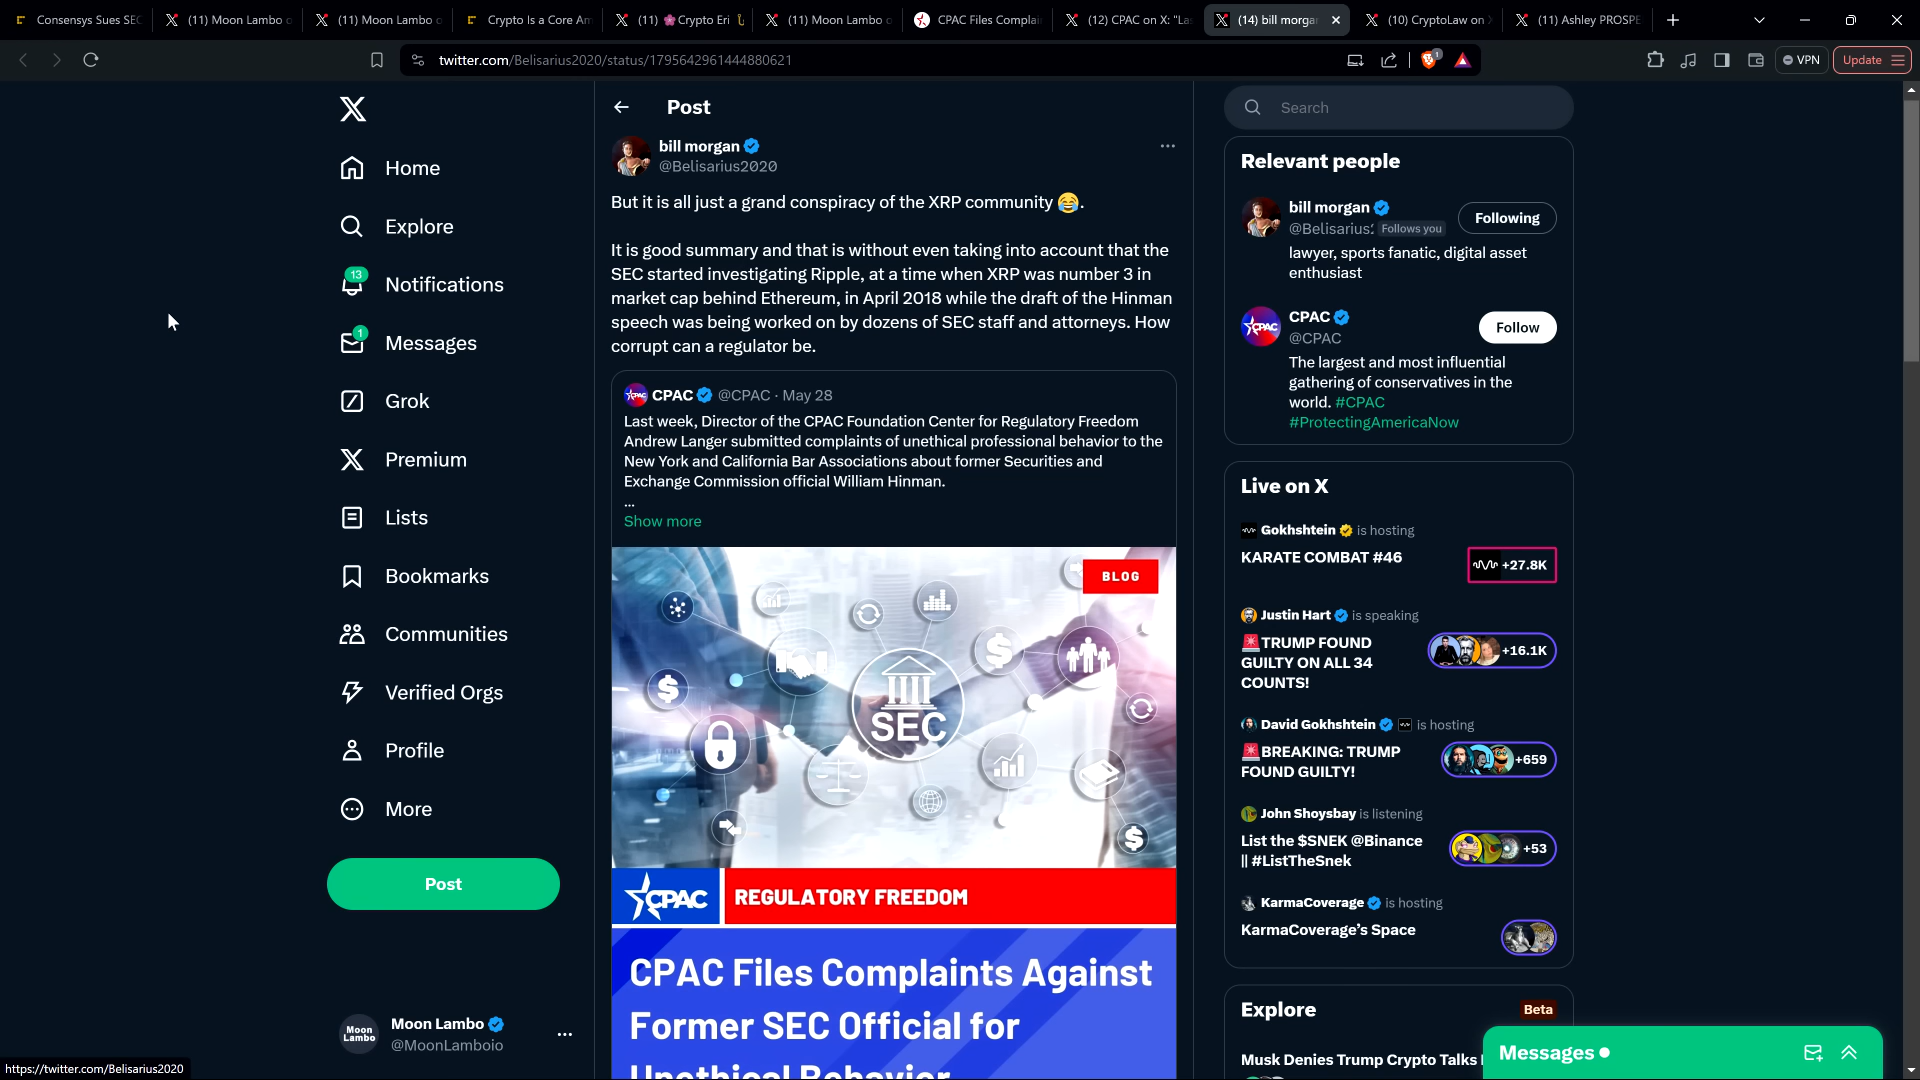 Consensys Sues SEC
(11) Moon Lambo o
(11) Moon Lambo o
Crypto Is a Core Am
(11) 🌸Crypto Eri
(11) Moon Lambo o
CPAC Files Complai
(12) CPAC on X: "Las
(14) bill morga
(10) CryptoLaw on X
(11) Ashley PROSPE
twitter.com/Belisarius2020/status/1795642961444880621
1
VPN
Update
Home
Explore
13
Notifications
1
Messages
Grok
Premium
Lists
Bookmarks
Communities
Verified Orgs
Profile
More
Post
Moon Lambo
Moon Lambo
@MoonLamboio
https://twitter.com/Belisarius2020
Post
bill morgan
@Belisarius2020
But it is all just a grand conspiracy of the XRP community 😂.
It is good summary and that is without even taking into account that the
SEC started investigating Ripple, at a time when XRP was number 3 in
market cap behind Ethereum, in April 2018 while the draft of the Hinman
speech was being worked on by dozens of SEC staff and attorneys. How
corrupt can a regulator be.
CPAC @CPAC · May 28
Last week, Director of the CPAC Foundation Center for Regulatory Freedom
Andrew Langer submitted complaints of unethical professional behavior to the
New York and California Bar Associations about former Securities and
Exchange Commission official William Hinman.
...
Show more
BLOG
SEC
CPAC
REGULATORY FREEDOM
CPAC Files Complaints Against
Former SEC Official for
Unethical Behavior
Search
Relevant people
bill morgan
@Belisarius2 Follows you
Following
lawyer, sports fanatic, digital asset
enthusiast
CPAC
CPAC
@CPAC
Follow
The largest and most influential
gathering of conservatives in the
world. #CPAC
#ProtectingAmericaNow
Live on X
Gokhshtein is hosting
KARATE COMBAT #46
+27.8K
Justin Hart is speaking
🚨TRUMP FOUND
GUILTY ON ALL 34
COUNTS!
+16.1K
David Gokhshtein is hosting
🚨BREAKING: TRUMP
FOUND GUILTY!
+659
John Shoysbay is listening
List the $SNEK @Binance
|| #ListTheSnek
+53
KarmaCoverage is hosting
KarmaCoverage's Space
Explore
Beta
Musk Denies Trump Crypto Talks
Messages